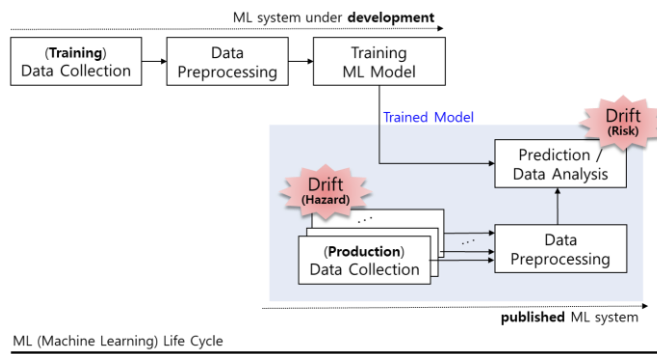 ML system under development
(Training)
Data Collection
Data
Preprocessing
Training
ML Model
Trained Model
Drift
(Risk)
Prediction /
Data Analysis
Drift
(Hazard)
...
...
(Production)
Data Collection
Data
Preprocessing
published ML system
ML (Machine Learning) Life Cycle